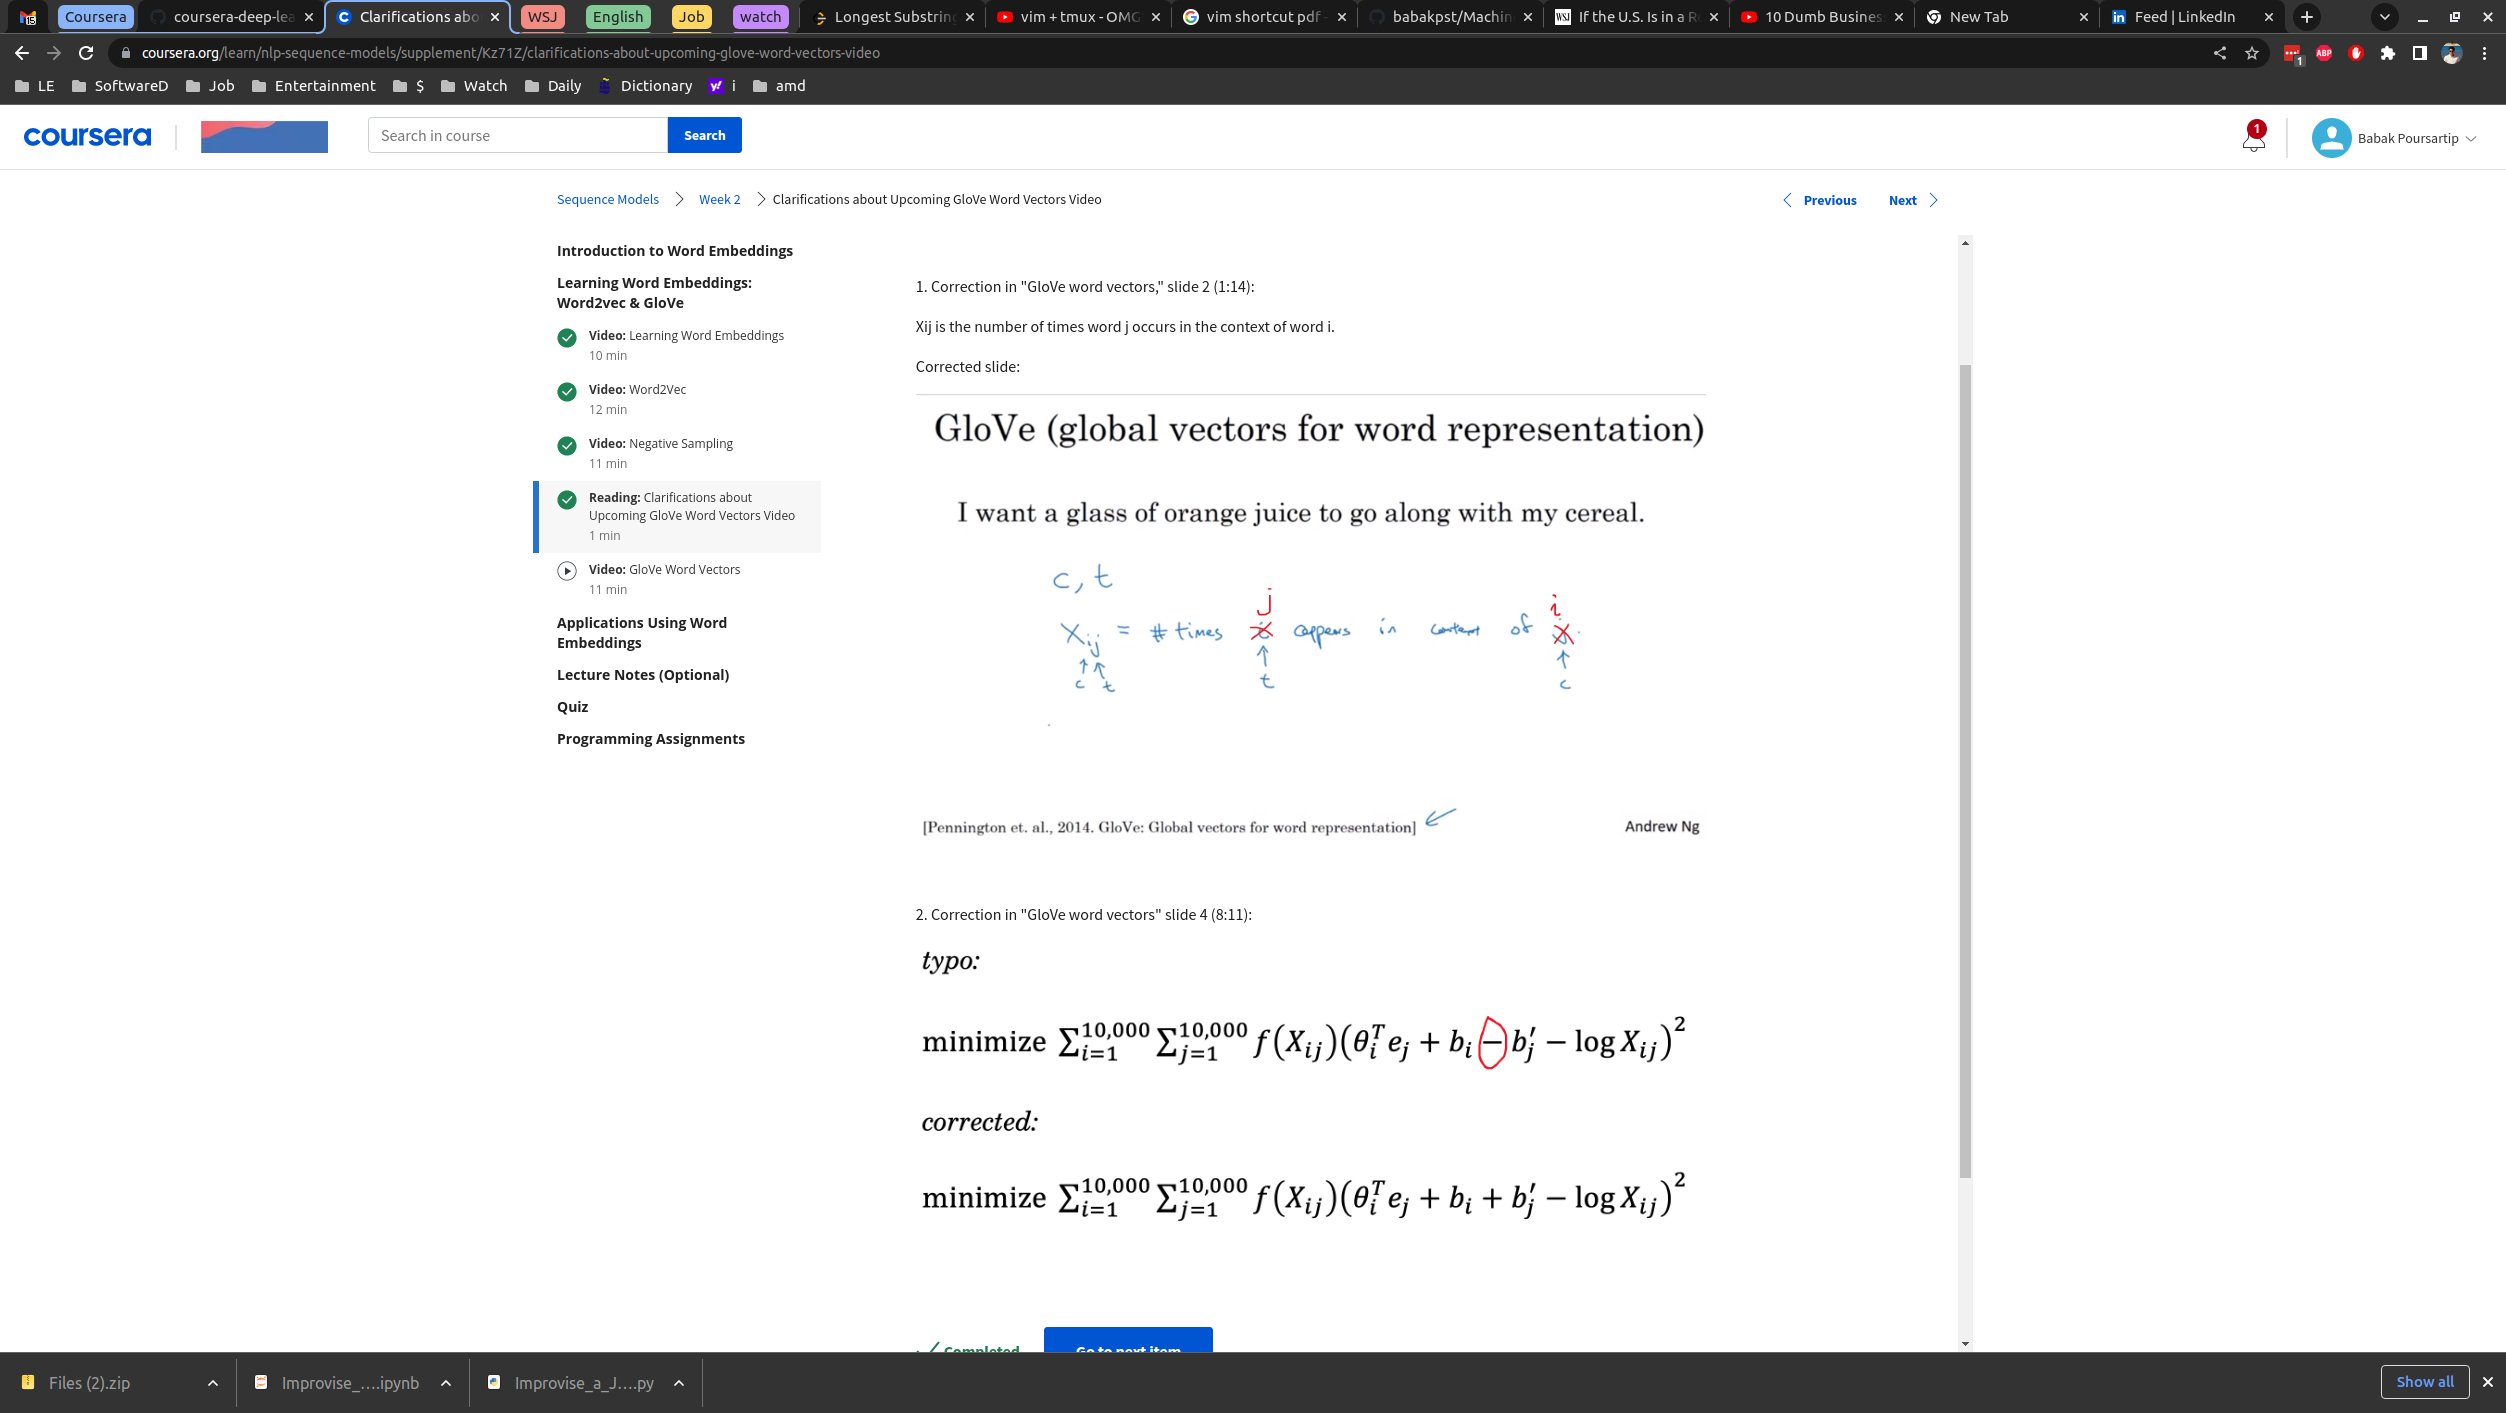 15
Coursera
coursera-deep-lea
Clarifications abo
WSJ
English
Job
watch
Longest Substring
vim + tmux - OMG
vim shortcut pdf -
babakpst/Machin
If the U.S. Is in a R
10 Dumb Busines
New Tab
Feed | LinkedIn
coursera.org/learn/nlp-sequence-models/supplement/Kz71Z/clarifications-about-upcoming-glove-word-vectors-video
1
ABP
LE
SoftwareD
Job
Entertainment
$
Watch
Daily
Dictionary
i
amd
coursera
Search in course
Search
1
Babak Poursartip
Sequence Models
Week 2
Clarifications about Upcoming GloVe Word Vectors Video
Previous
Next
Introduction to Word Embeddings
Learning Word Embeddings:
Word2vec & GloVe
Video: Learning Word Embeddings
10 min
Video: Word2Vec
12 min
Video: Negative Sampling
11 min
Reading: Clarifications about
Upcoming GloVe Word Vectors Video
1 min
Video: GloVe Word Vectors
11 min
Applications Using Word
Embeddings
Lecture Notes (Optional)
Quiz
Programming Assignments
1. Correction in "GloVe word vectors," slide 2 (1:14):
Xij is the number of times word j occurs in the context of word i.
Corrected slide:
GloVe (global vectors for word representation)
I want a glass of orange juice to go along with my cereal.
c, t
j i
Xij = # times appears in context of
c t t c
[Pennington et. al., 2014. GloVe: Global vectors for word representation]
Andrew Ng
2. Correction in "GloVe word vectors" slide 4 (8:11):
typo:
minimize ∑_{i=1}^{10,000} ∑_{j=1}^{10,000} f(X_{ij})(θ_i^T e_j + b_i − b'_j − log X_{ij})^2
corrected:
minimize ∑_{i=1}^{10,000} ∑_{j=1}^{10,000} f(X_{ij})(θ_i^T e_j + b_i + b'_j − log X_{ij})^2
Completed
Go to next item
Files (2).zip
Improvise_....ipynb
Improvise_a_J....py
Show all